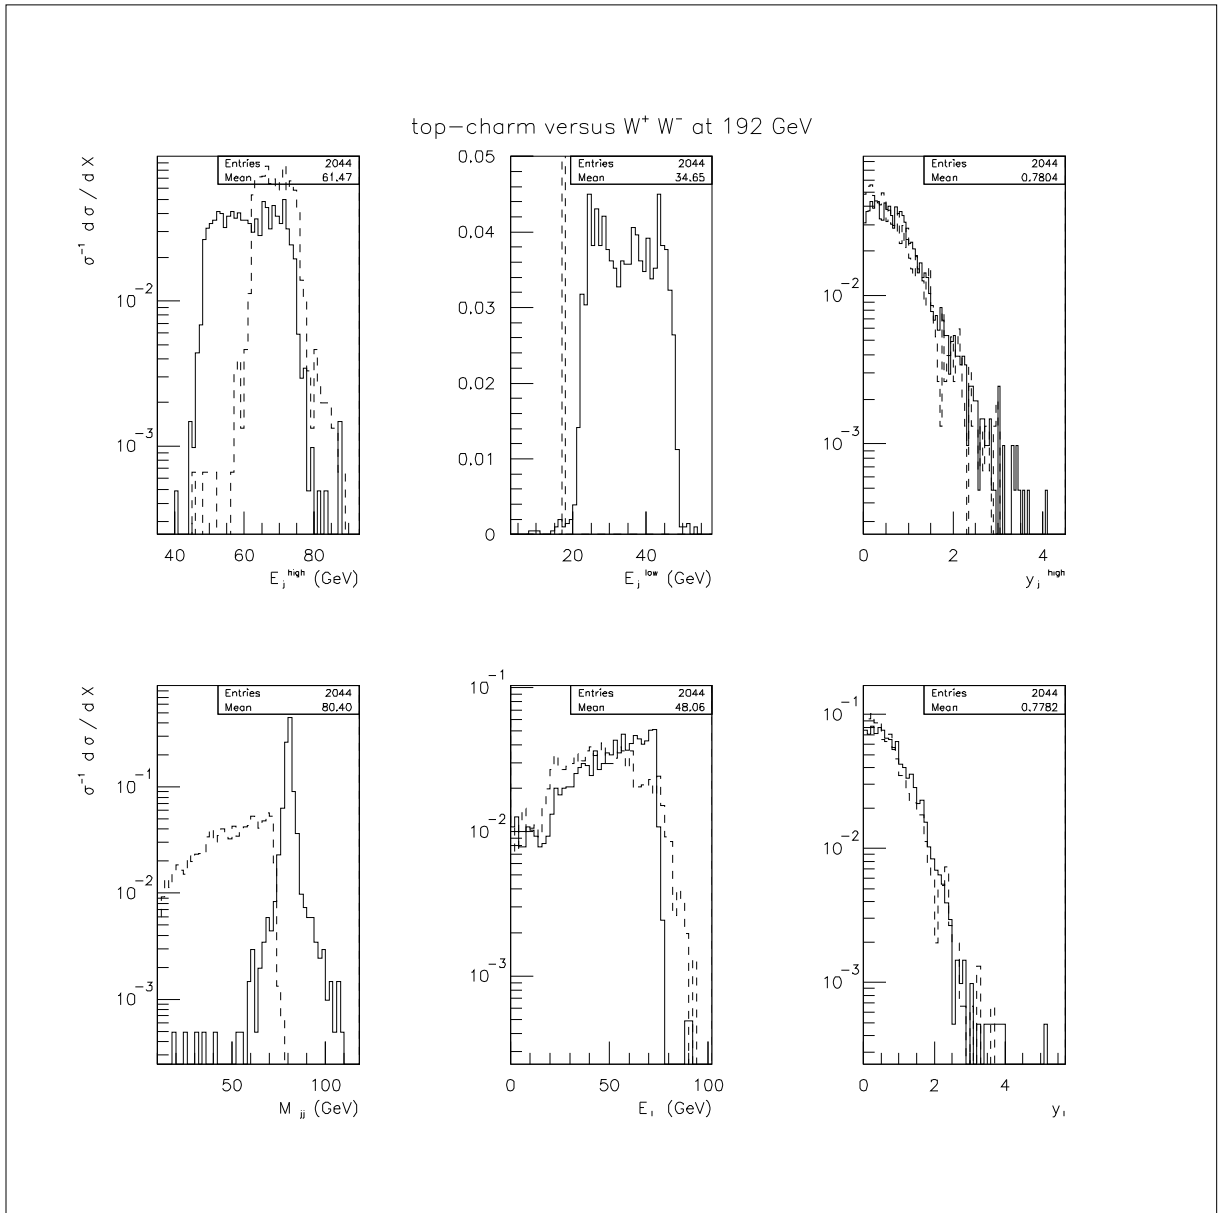 top-charm versus W⁺ W⁻ at 192 GeV
σ⁻¹ d σ / d X
Entries 2044
Mean 61.47
10⁻²
10⁻³
40 60 80
E_j^high (GeV)
Entries 2044
Mean 34.65
0.05
0.04
0.03
0.02
0.01
0
20 40
E_j^low (GeV)
Entries 2044
Mean 0.7804
10⁻²
10⁻³
0 2 4
y_j^high
σ⁻¹ d σ / d X
Entries 2044
Mean 80.40
10⁻¹
10⁻²
10⁻³
50 100
M_jj (GeV)
Entries 2044
Mean 48.06
10⁻¹
10⁻²
10⁻³
0 50 100
E_l (GeV)
Entries 2044
Mean 0.7782
10⁻¹
10⁻²
10⁻³
0 2 4
y_l